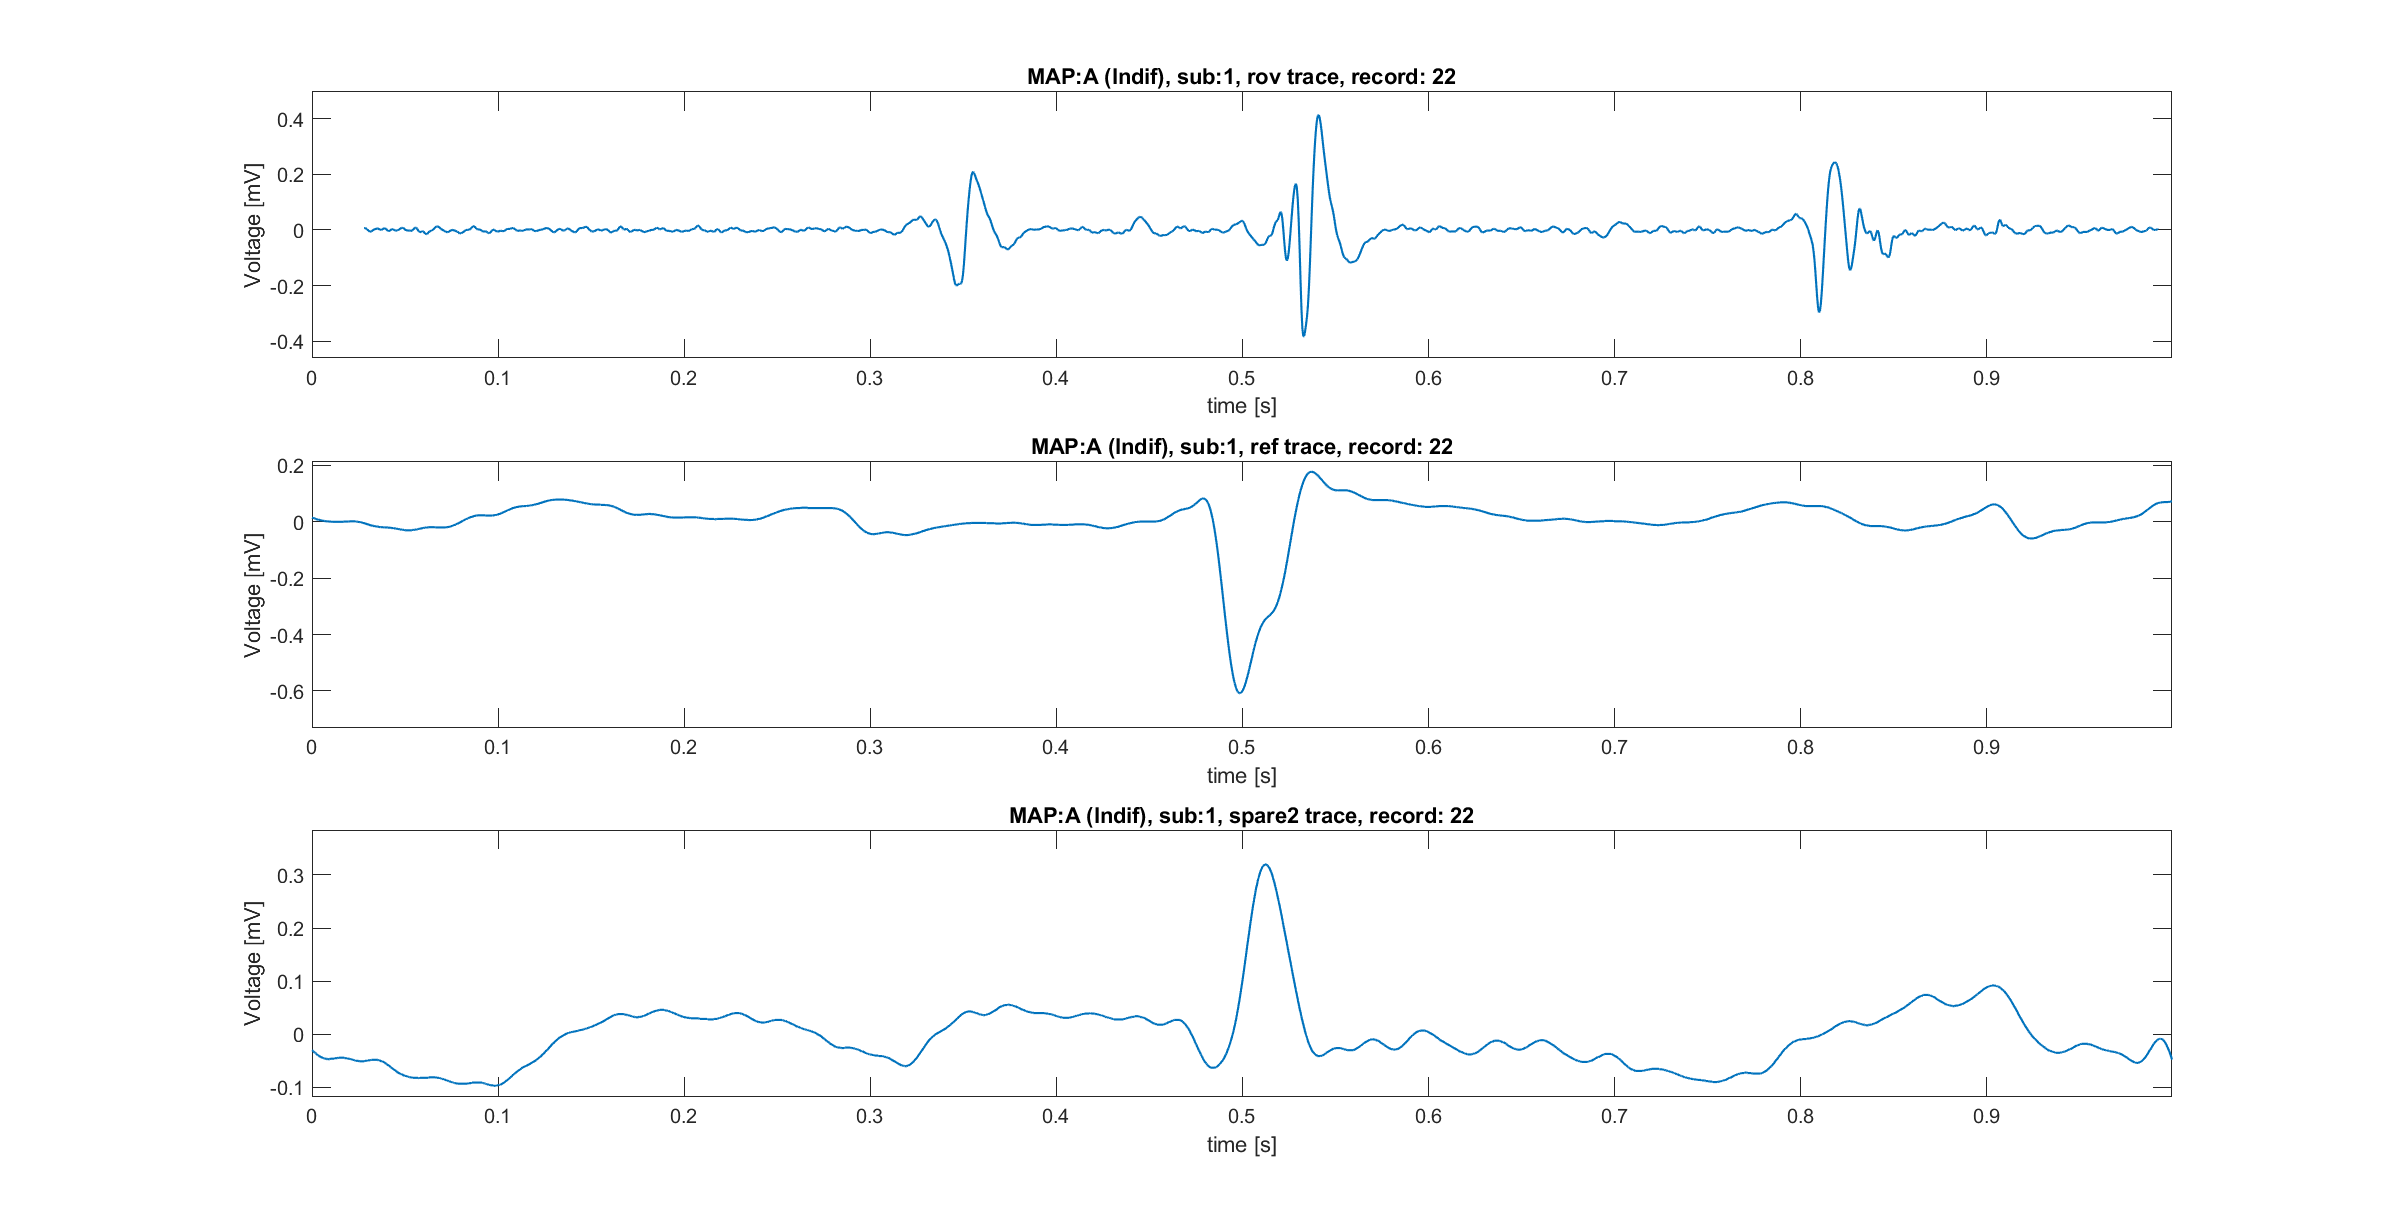 MAP:A (Indif), sub:1, rov trace, record: 22
Voltage [mV]
0.4
0.2
0
-0.2
-0.4
0 0.1 0.2 0.3 0.4 0.5 0.6 0.7 0.8 0.9
time [s]
MAP:A (Indif), sub:1, ref trace, record: 22
Voltage [mV]
0.2
0
-0.2
-0.4
-0.6
0 0.1 0.2 0.3 0.4 0.5 0.6 0.7 0.8 0.9
time [s]
MAP:A (Indif), sub:1, spare2 trace, record: 22
Voltage [mV]
0.3
0.2
0.1
0
-0.1
0 0.1 0.2 0.3 0.4 0.5 0.6 0.7 0.8 0.9
time [s]